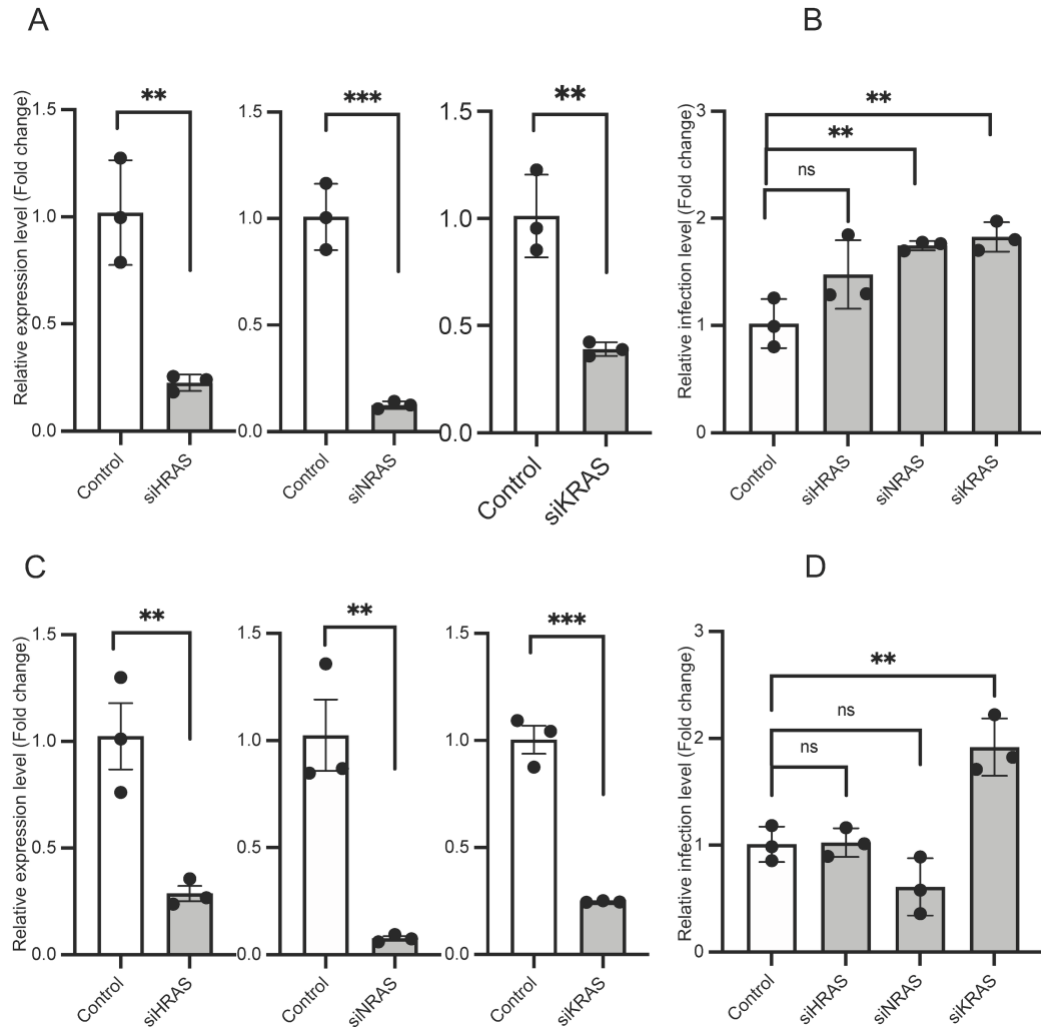 A
B
Relative expression level (Fold change)
1.5
1.0
0.5
0.0
**
Control
siHRAS
1.5
1.0
0.5
0.0
***
Control
siNRAS
1.5
1.0
0.5
0.0
**
Control
siKRAS
Relative infection level (Fold change)
3
2
1
0
**
**
ns
Control
siHRAS
siNRAS
siKRAS
C
D
Relative expression level (Fold change)
1.5
1.0
0.5
0.0
**
Control
siHRAS
1.5
1.0
0.5
0.0
**
Control
siNRAS
1.5
1.0
0.5
0.0
***
Control
siKRAS
Relative infection level (Fold change)
3
2
1
0
**
ns
ns
Control
siHRAS
siNRAS
siKRAS